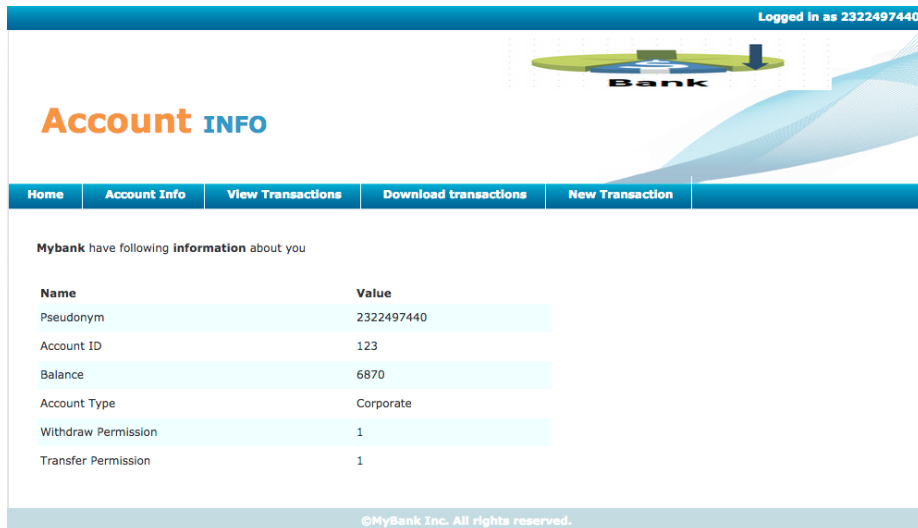 Logged in as 2322497440
Bank
Account INFO
Home Account Info View Transactions Download transactions New Transaction
Mybank have following information about you
Name Value
Pseudonym 2322497440
Account ID 123
Balance 6870
Account Type Corporate
Withdraw Permission 1
Transfer Permission 1
©MyBank Inc. All rights reserved.